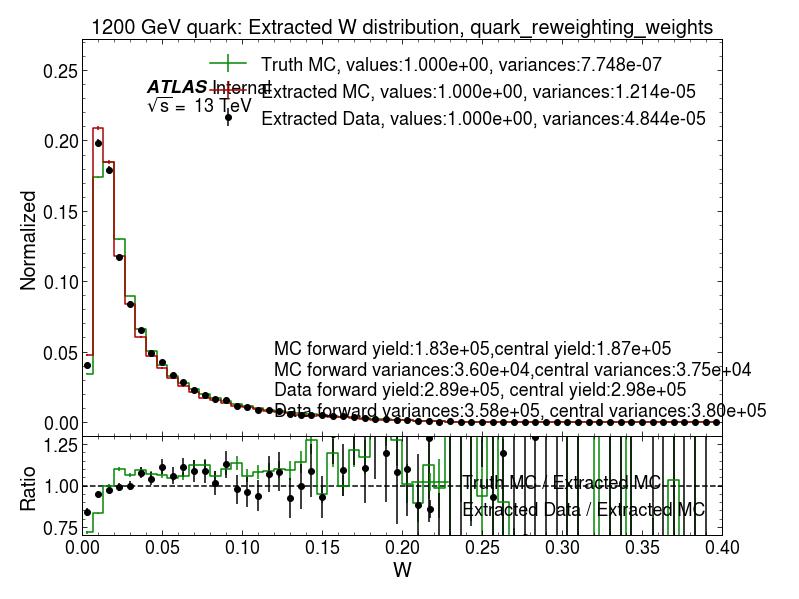 1200 GeV quark: Extracted W distribution, quark_reweighting_weights
Truth MC, values:1.000e+00, variances:7.748e-07
ATLAS Internal
Extracted MC, values:1.000e+00, variances:1.214e-05
√s = 13 TeV
Extracted Data, values:1.000e+00, variances:4.844e-05
0.25
0.20
0.15
0.10
0.05
0.00
Normalized
MC forward yield:1.83e+05,central yield:1.87e+05
MC forward variances:3.60e+04,central variances:3.75e+04
Data forward yield:2.89e+05, central yield:2.98e+05
Data forward variances:3.58e+05, central variances:3.80e+05
1.25
1.00
0.75
Ratio
Truth MC / Extracted MC
Extracted Data / Extracted MC
0.00 0.05 0.10 0.15 0.20 0.25 0.30 0.35 0.40
W